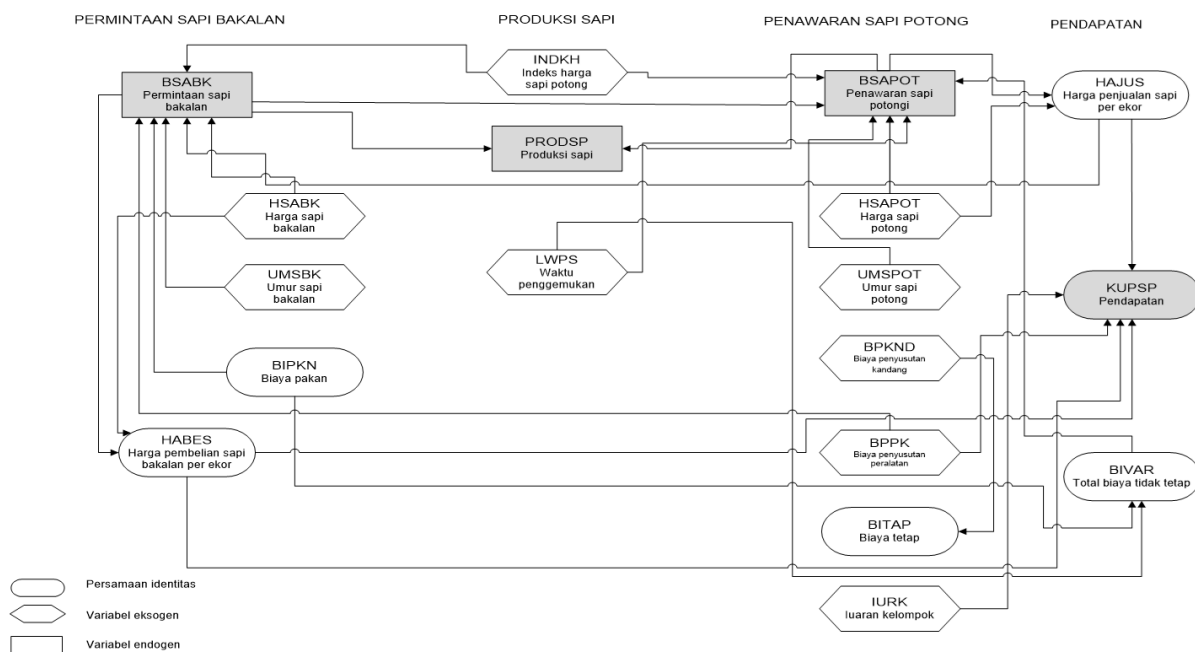 PERMINTAAN SAPI BAKALAN
PRODUKSI SAPI
PENAWARAN SAPI POTONG
PENDAPATAN
INDKH
Indeks harga
sapi potong
BSABK
Permintaan sapi
bakalan
BSAPOT
Penawaran sapi
potongi
HAJUS
Harga penjualan sapi
per ekor
PRODSP
Produksi sapi
HSABK
Harga sapi
bakalan
HSAPOT
Harga sapi
potong
LWPS
Waktu
penggemukan
UMSBK
Umur sapi
bakalan
UMSPOT
Umur sapi
potong
KUPSP
Pendapatan
BIPKN
Biaya pakan
BPKND
Biaya penyusutan
kandang
HABES
Harga pembelian sapi
bakalan per ekor
BPPK
Biaya penyusutan
peralatan
BIVAR
Total biaya tidak tetap
BITAP
Biaya tetap
IURK
Iuaran kelompok
Persamaan identitas
Variabel eksogen
Variabel endogen